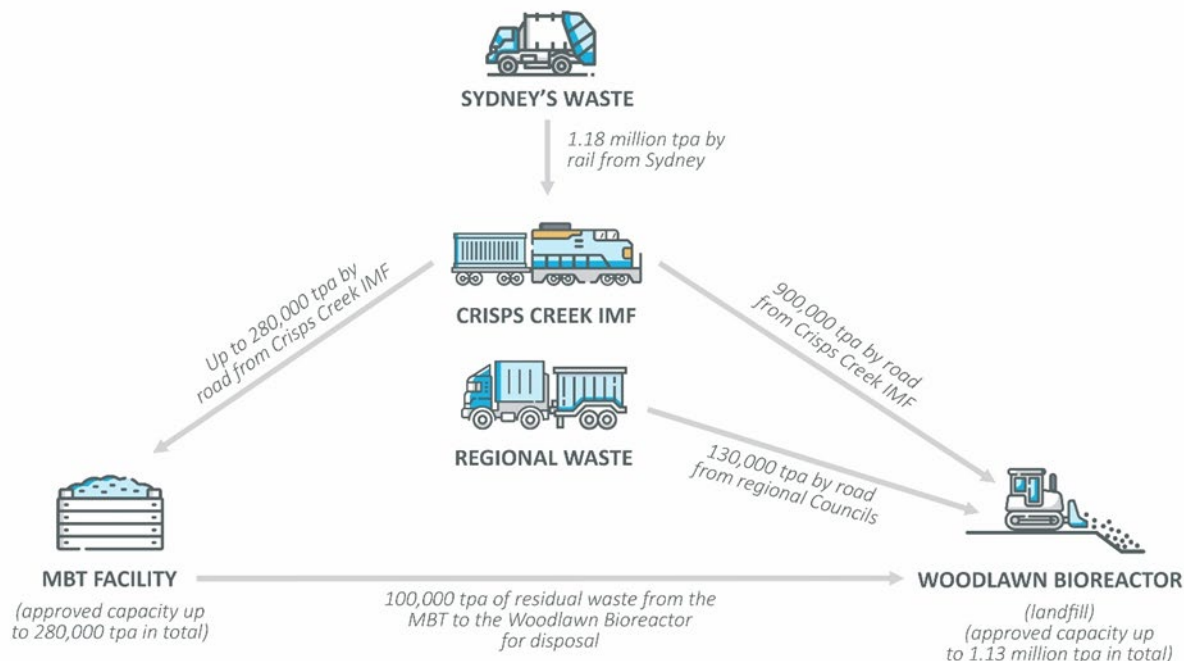 SYDNEY'S WASTE
1.18 million tpa by
rail from Sydney
CRISPS CREEK IMF
Up to 280,000 tpa by
road from Crisps Creek IMF
900,000 tpa by road
from Crisps Creek IMF
REGIONAL WASTE
130,000 tpa by road
from regional Councils
MBT FACILITY
(approved capacity up
to 280,000 tpa in total)
100,000 tpa of residual waste from the
MBT to the Woodlawn Bioreactor
for disposal
WOODLAWN BIOREACTOR
(landfill)
(approved capacity up
to 1.13 million tpa in total)